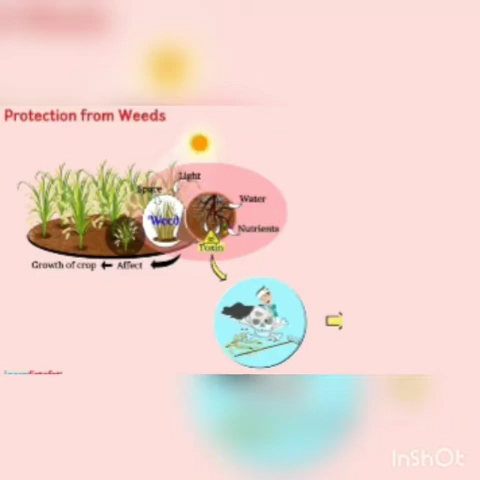 Protection from Weeds
Light
Space
Weed
Water
Nutrients
Toxin
Growth of crop ← Affect
InShOt